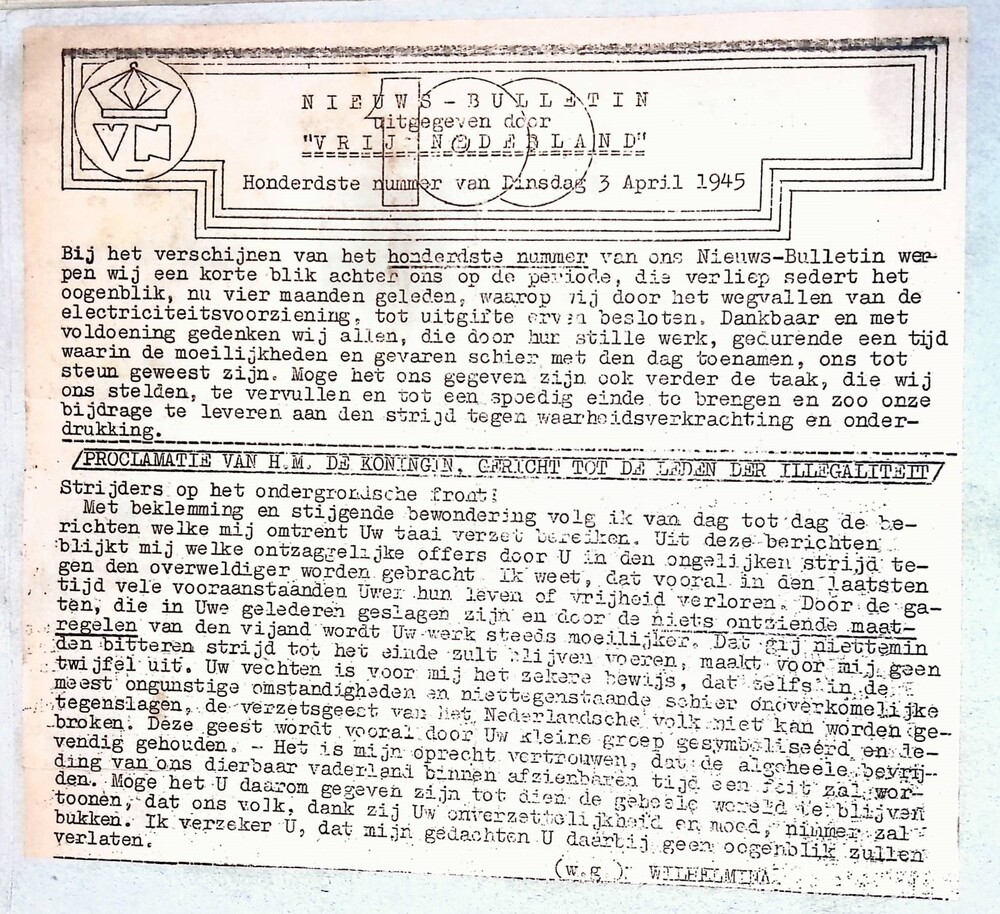 VN
100
NIEUWS-BULLETIN
uitgegeven door
"VRIJ NEDERLAND"
Honderdste nummer van Dinsdag 3 April 1945
Bij het verschijnen van het honderdste nummer van ons Nieuws-Bulletin wer-
pen wij een korte blik achter ons op de periode, die verliep sedert het
oogenblik, nu vier maanden geleden, waarop wij door het wegvallen van de
electriciteitsvoorziening, tot uitgifte ervan besloten. Dankbaar en met
voldoening gedenken wij allen, die door hun stille werk, gedurende een tijd
waarin de moeilijkheden en gevaren schier met den dag toenamen, ons tot
steun geweest zijn. Moge het ons gegeven zijn ook verder de taak, die wij
ons stelden, te vervullen en tot een spoedig einde te brengen en zoo onze
bijdrage te leveren aan den strijd tegen waarheidsverkrachting en onder-
drukking.
PROCLAMATIE VAN H.M. DE KONINGIN, GERICHT TOT DE LEDEN DER ILLEGALITEIT
Strijders op het ondergrondsche front!
Met beklemming en stijgende bewondering volg ik van dag tot dag de be-
richten welke mij omtrent Uw taai verzet bereiken. Uit deze berichten
blijkt mij welke ontzaggelijke offers door U in den ongelijken strijd te-
gen den overweldiger worden gebracht. Ik weet, dat vooral in den laatsten
tijd vele vooraanstaanden Uwer hun leven of vrijheid verloren. Door de ga-
ten, die in Uwe gelederen geslagen zijn en door de niets ontziende maat-
regelen van den vijand wordt Uw werk steeds moeilijker. Dat gij niettemin
den bitteren strijd tot het einde zult blijven voeren, maakt voor mij geen
twijfel uit. Uw vechten is voor mij het zekere bewijs, dat zelfs in de
meest ongunstige omstandigheden en niettegenstaande schier onoverkomelijke
tegenslagen, de verzetsgeest van het Nederlandsche volk niet kan worden ge-
broken. Deze geest wordt vooral door Uw kleine groep gesymboliseerd en le-
vendig gehouden. - Het is mijn oprecht vertrouwen, dat de algeheele bevrij-
ding van ons dierbaar vaderland binnen afzienbaren tijd een feit zal wor-
den. Moge het U daarom gegeven zijn tot dien de geheele wereld te blijven
toonen, dat ons volk, dank zij Uw onverzettelijkheid en moed, nimmer zal
bukken. Ik verzeker U, dat mijn gedachten U daarbij geen oogenblik zullen
verlaten.
(w.g.): WILHELMINA